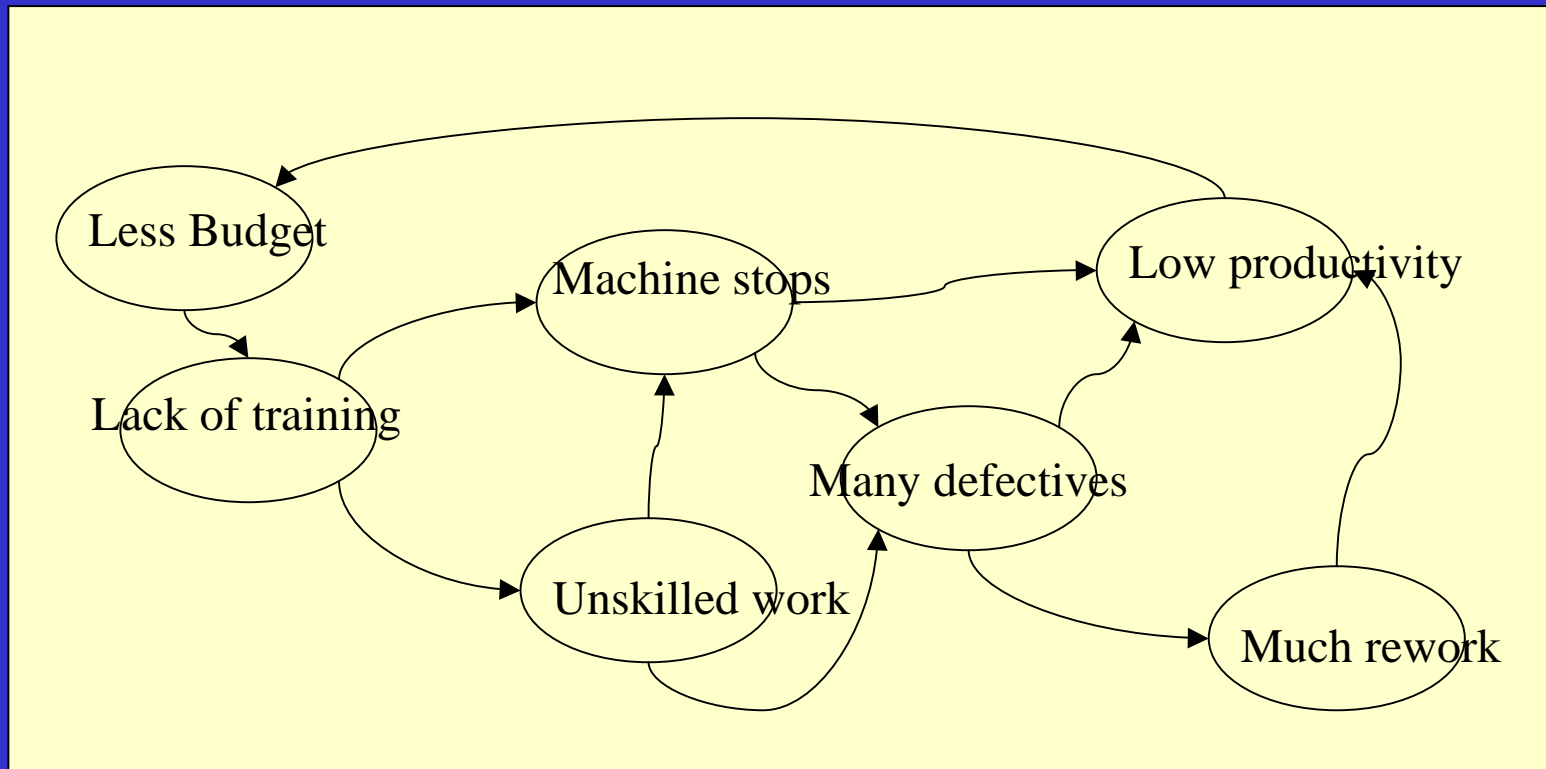 Less Budget
Low productivity
Machine stops
Lack of training
Many defectives
Unskilled work
Much rework